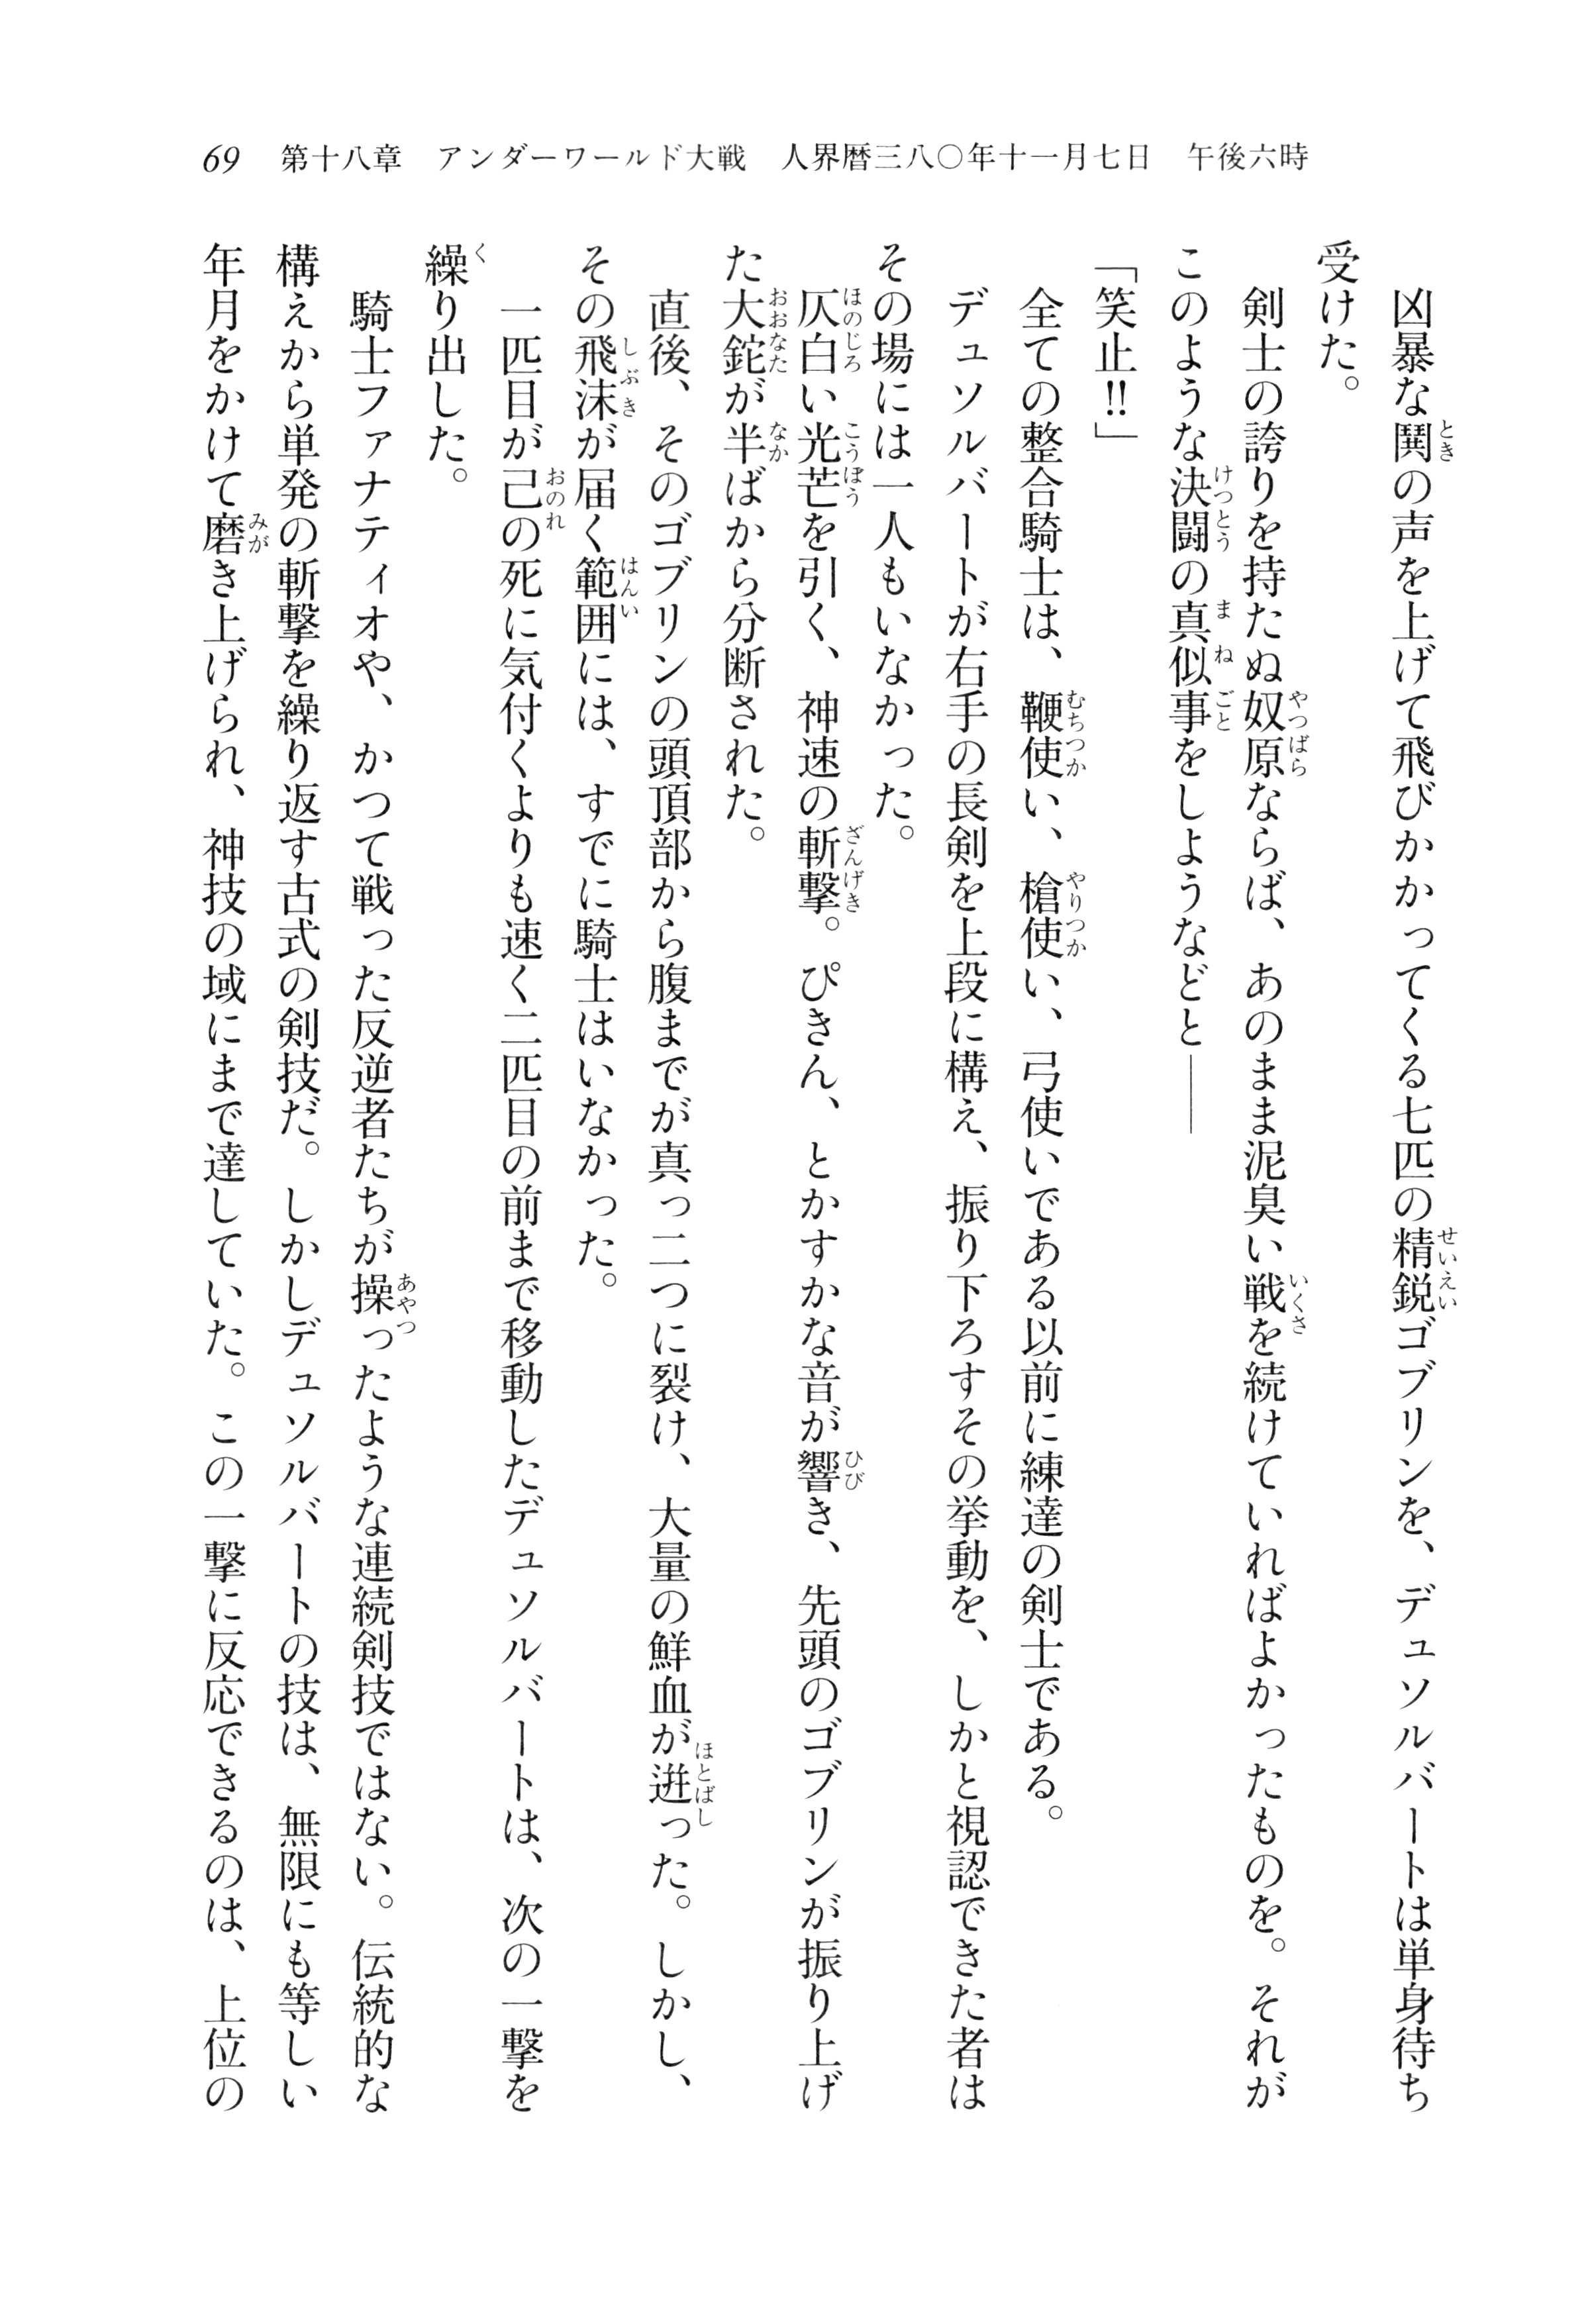 69 第十八章 アンダーワールド大戦 人界暦三八〇年十一月七日 午後六時
凶暴な鬨の声を上げて飛びかかってくる七匹の精鋭ゴブリンを、デュソルバートは単身待ち
受けた。
剣士の誇りを持たぬ奴原ならば、あのまま泥臭い戦を続けていればよかったものを。それが
このような決闘の真似事をしようなどと――
「笑止‼」
全ての整合騎士は、鞭使い、槍使い、弓使いである以前に練達の剣士である。
デュソルバートが右手の長剣を上段に構え、振り下ろすその挙動を、しかと視認できた者は
その場には一人もいなかった。
仄白い光芒を引く、神速の斬撃。ぴきん、とかすかな音が響き、先頭のゴブリンが振り上げ
た大鉈が半ばから分断された。
直後、そのゴブリンの頭頂部から腹までが真っ二つに裂け、大量の鮮血が迸った。しかし、
その飛沫が届く範囲には、すでに騎士はいなかった。
一匹目が己の死に気付くよりも速く二匹目の前まで移動したデュソルバートは、次の一撃を
繰り出した。
騎士ファナティオや、かつて戦った反逆者たちが操ったような連続剣技ではない。伝統的な
構えから単発の斬撃を繰り返す古式の剣技だ。しかしデュソルバートの技は、無限にも等しい
年月をかけて磨き上げられ、神技の域にまで達していた。この一撃に反応できるのは、上位の